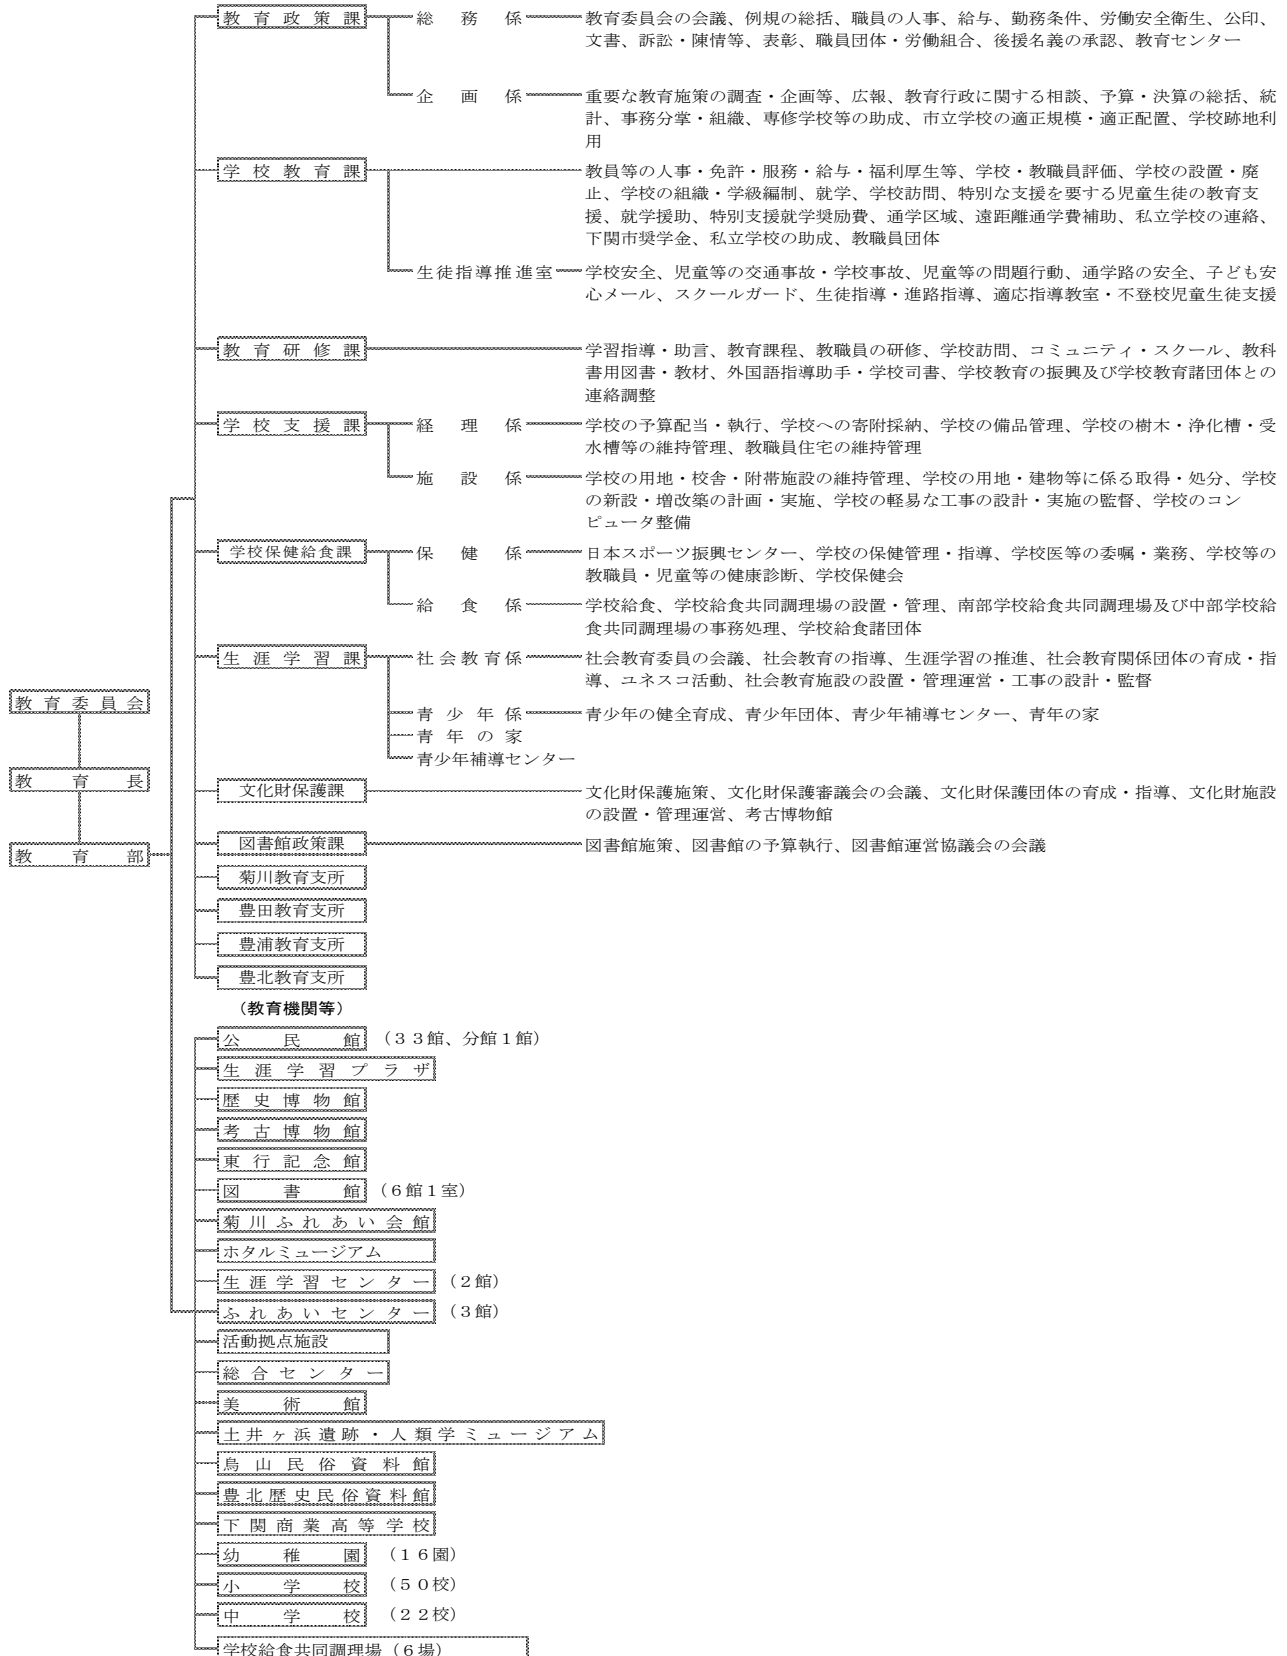 教育政策課 総務係 教育委員会の会議、例規の総括、職員の人事、給与、勤務条件、労働安全衛生、公印、
文書、訴訟・陳情等、表彰、職員団体・労働組合、後援名義の承認、教育センター
企画係 重要な教育施策の調査・企画等、広報、教育行政に関する相談、予算・決算の総括、統
計、事務分掌・組織、専修学校等の助成、市立学校の適正規模・適正配置、学校跡地利
用
学校教育課 教員等の人事・免許・服務・給与・福利厚生等、学校・教職員評価、学校の設置・廃
止、学校の組織・学級編制、就学、学校訪問、特別な支援を要する児童生徒の教育支
援、就学援助、特別支援就学奨励費、通学区域、遠距離通学費補助、私立学校の連絡、
下関市奨学金、私立学校の助成、教職員団体
生徒指導推進室 学校安全、児童等の交通事故・学校事故、児童等の問題行動、通学路の安全、子ども安
心メール、スクールガード、生徒指導・進路指導、適応指導教室・不登校児童生徒支援
教育研修課 学習指導・助言、教育課程、教職員の研修、学校訪問、コミュニティ・スクール、教科
書用図書・教材、外国語指導助手・学校司書、学校教育の振興及び学校教育諸団体との
連絡調整
学校支援課 経理係 学校の予算配当・執行、学校への寄附採納、学校の備品管理、学校の樹木・浄化槽・受
水槽等の維持管理、教職員住宅の維持管理
施設係 学校の用地・校舎・附帯施設の維持管理、学校の用地・建物等に係る取得・処分、学校
の新設・増改築の計画・実施、学校の軽易な工事の設計・実施の監督、学校のコン
ピュータ整備
学校保健給食課 保健係 日本スポーツ振興センター、学校の保健管理・指導、学校医等の委嘱・業務、学校等の
教職員・児童等の健康診断、学校保健会
給食係 学校給食、学校給食共同調理場の設置・管理、南部学校給食共同調理場及び中部学校給
食共同調理場の事務処理、学校給食諸団体
生涯学習課 社会教育係 社会教育委員の会議、社会教育の指導、生涯学習の推進、社会教育関係団体の育成・指
導、ユネスコ活動、社会教育施設の設置・管理運営・工事の設計・監督
教育委員会
青少年係 青少年の健全育成、青少年団体、青少年補導センター、青年の家
青年の家
青少年補導センター
教育長
文化財保護課 文化財保護施策、文化財保護審議会の会議、文化財保護団体の育成・指導、文化財施設
の設置・管理運営、考古博物館
教育部
図書館政策課 図書館施策、図書館の予算執行、図書館運営協議会の会議
菊川教育支所
豊田教育支所
豊浦教育支所
豊北教育支所
(教育機関等)
公民館 (33館、分館1館)
生涯学習プラザ
歴史博物館
考古博物館
東行記念館
図書館 (6館1室)
菊川ふれあい会館
ホタルミュージアム
生涯学習センター (2館)
ふれあいセンター (3館)
活動拠点施設
総合センター
美術館
土井ヶ浜遺跡・人類学ミュージアム
烏山民俗資料館
豊北歴史民俗資料館
下関商業高等学校
幼稚園 (16園)
小学校 (50校)
中学校 (22校)
学校給食共同調理場 (6場)